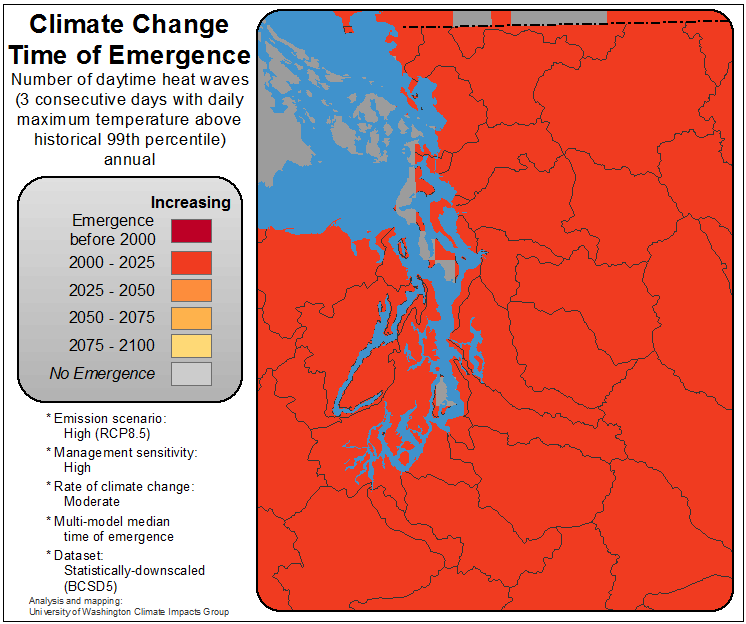 Climate Change
Time of Emergence
Number of daytime heat waves
(3 consecutive days with daily
maximum temperature above
historical 99th percentile)
annual
Increasing
Emergence
before 2000
2000 - 2025
2025 - 2050
2050 - 2075
2075 - 2100
No Emergence
* Emission scenario:
High (RCP8.5)
* Management sensitivity:
High
* Rate of climate change:
Moderate
* Multi-model median
time of emergence
* Dataset:
Statistically-downscaled
(BCSD5)
Analysis and mapping:
University of Washington Climate Impacts Group